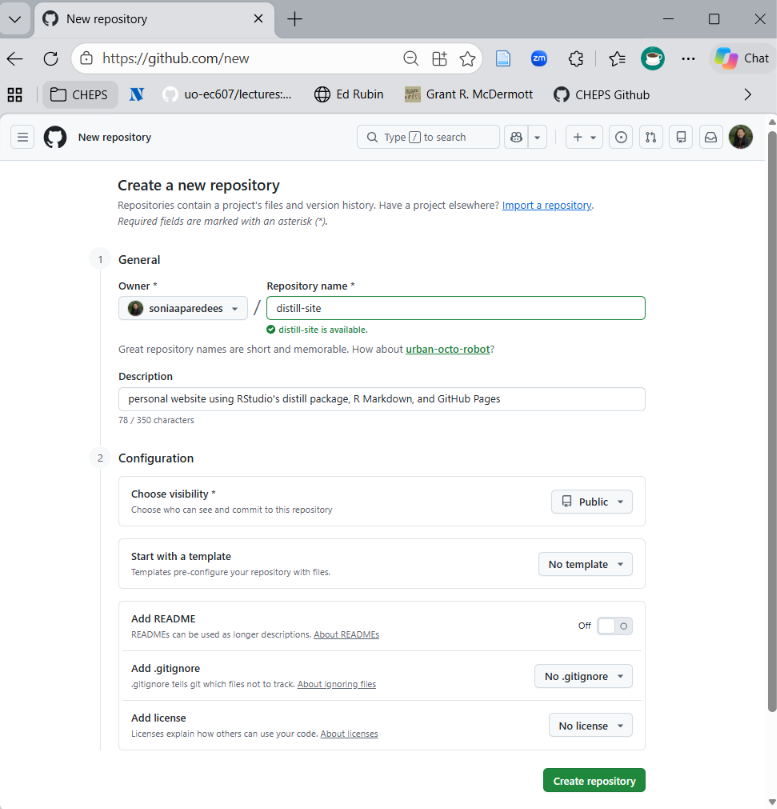 New repository
https://github.com/new
zm
Chat
CHEPS
N
uo-ec607/lectures:...
Ed Rubin
Grant R. McDermott
CHEPS Github
New repository
Type / to search
Create a new repository
Repositories contain a project's files and version history. Have a project elsewhere? Import a repository.
Required fields are marked with an asterisk (*).
1 General
Owner * Repository name *
soniaaparedees / distill-site
distill-site is available.
Great repository names are short and memorable. How about urban-octo-robot?
Description
personal website using RStudio's distill package, R Markdown, and GitHub Pages
78 / 350 characters
2 Configuration
Choose visibility *
Choose who can see and commit to this repository
Public
Start with a template
Templates pre-configure your repository with files.
No template
Add README
READMEs can be used as longer descriptions. About READMEs
Off
Add .gitignore
.gitignore tells git which files not to track. About ignoring files
No .gitignore
Add license
Licenses explain how others can use your code. About licenses
No license
Create repository